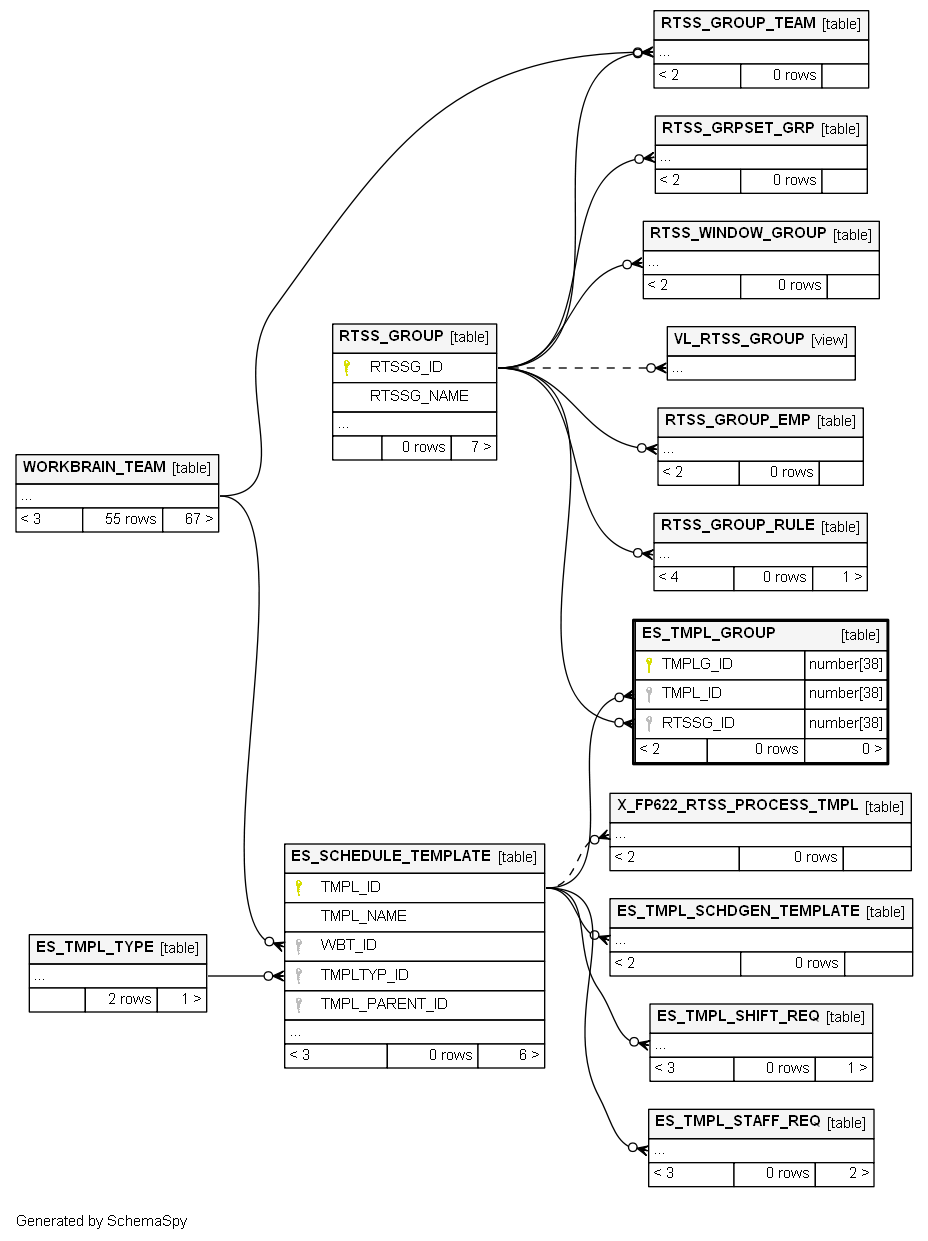 RTSS_GROUP_TEAM [table]
...
< 2 0 rows
RTSS_GRPSET_GRP [table]
...
< 2 0 rows
RTSS_WINDOW_GROUP [table]
...
< 2 0 rows
RTSS_GROUP [table]
RTSSG_ID
RTSSG_NAME
...
0 rows 7 >
VL_RTSS_GROUP [view]
...
RTSS_GROUP_EMP [table]
...
< 2 0 rows
WORKBRAIN_TEAM [table]
...
< 3 55 rows 67 >
RTSS_GROUP_RULE [table]
...
< 4 0 rows 1 >
ES_TMPL_GROUP [table]
TMPLG_ID number[38]
TMPL_ID number[38]
RTSSG_ID number[38]
< 2 0 rows 0 >
X_FP622_RTSS_PROCESS_TMPL [table]
...
< 2 0 rows
ES_SCHEDULE_TEMPLATE [table]
TMPL_ID
TMPL_NAME
WBT_ID
TMPLTYP_ID
TMPL_PARENT_ID
...
< 3 0 rows 6 >
ES_TMPL_SCHDGEN_TEMPLATE [table]
...
< 2 0 rows
ES_TMPL_TYPE [table]
...
2 rows 1 >
ES_TMPL_SHIFT_REQ [table]
...
< 3 0 rows 1 >
ES_TMPL_STAFF_REQ [table]
...
< 3 0 rows 2 >
Generated by SchemaSpy